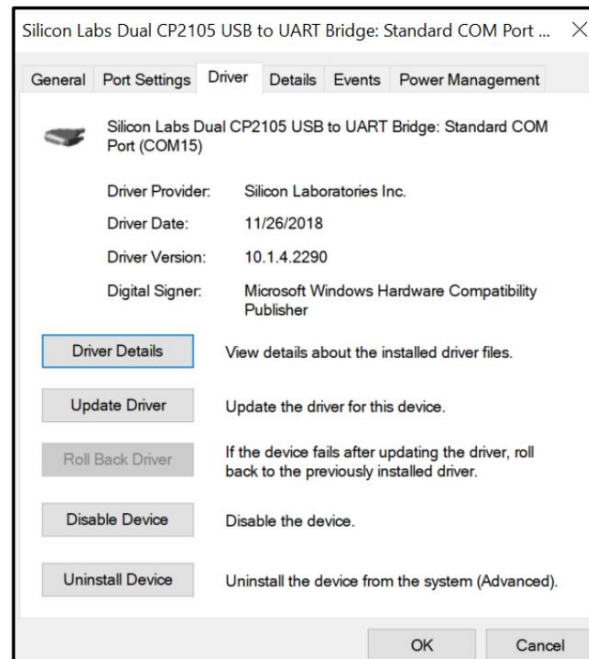 Silicon Labs Dual CP2105 USB to UART Bridge: Standard COM Port ...
General Port Settings Driver Details Events Power Management
Silicon Labs Dual CP2105 USB to UART Bridge: Standard COM
Port (COM15)
Driver Provider: Silicon Laboratories Inc.
Driver Date: 11/26/2018
Driver Version: 10.1.4.2290
Digital Signer: Microsoft Windows Hardware Compatibility
Publisher
Driver Details View details about the installed driver files.
Update Driver Update the driver for this device.
Roll Back Driver If the device fails after updating the driver, roll
back to the previously installed driver.
Disable Device Disable the device.
Uninstall Device Uninstall the device from the system (Advanced).
OK Cancel